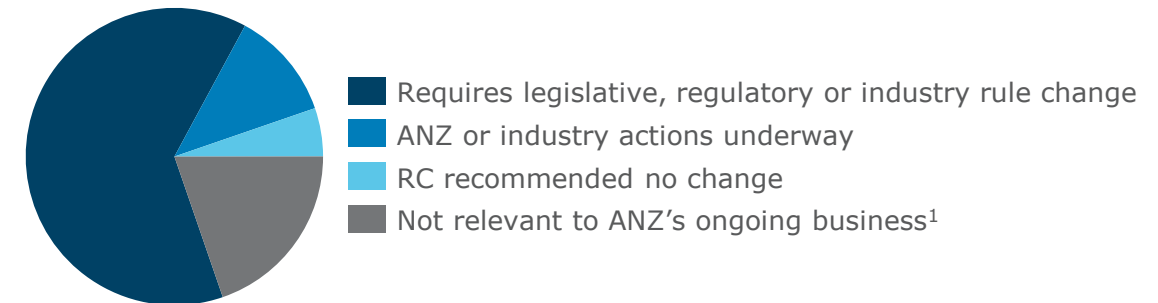 Requires legislative, regulatory or industry rule change
ANZ or industry actions underway
RC recommended no change
Not relevant to ANZ’s ongoing business¹